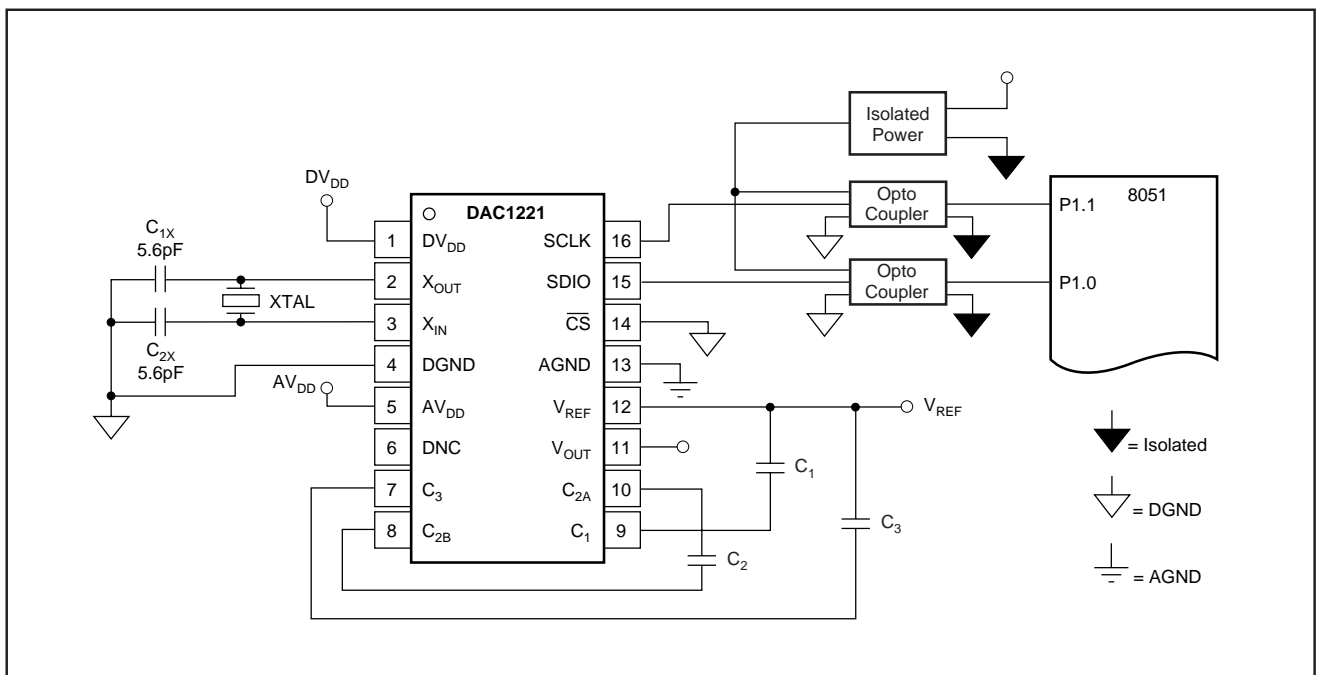 Isolated
Power
DV_DD
DAC1221
Opto
Coupler
8051
P1.1
C_1X
5.6pF
1
DV_DD
SCLK
16
2
X_OUT
SDIO
15
Opto
Coupler
P1.0
XTAL
3
X_IN
C̅S̅
14
C_2X
5.6pF
4
DGND
AGND
13
AV_DD
5
AV_DD
V_REF
12
V_REF
6
DNC
V_OUT
11
C_1
= Isolated
7
C_3
C_2A
10
= DGND
8
C_2B
C_1
9
C_3
C_2
= AGND